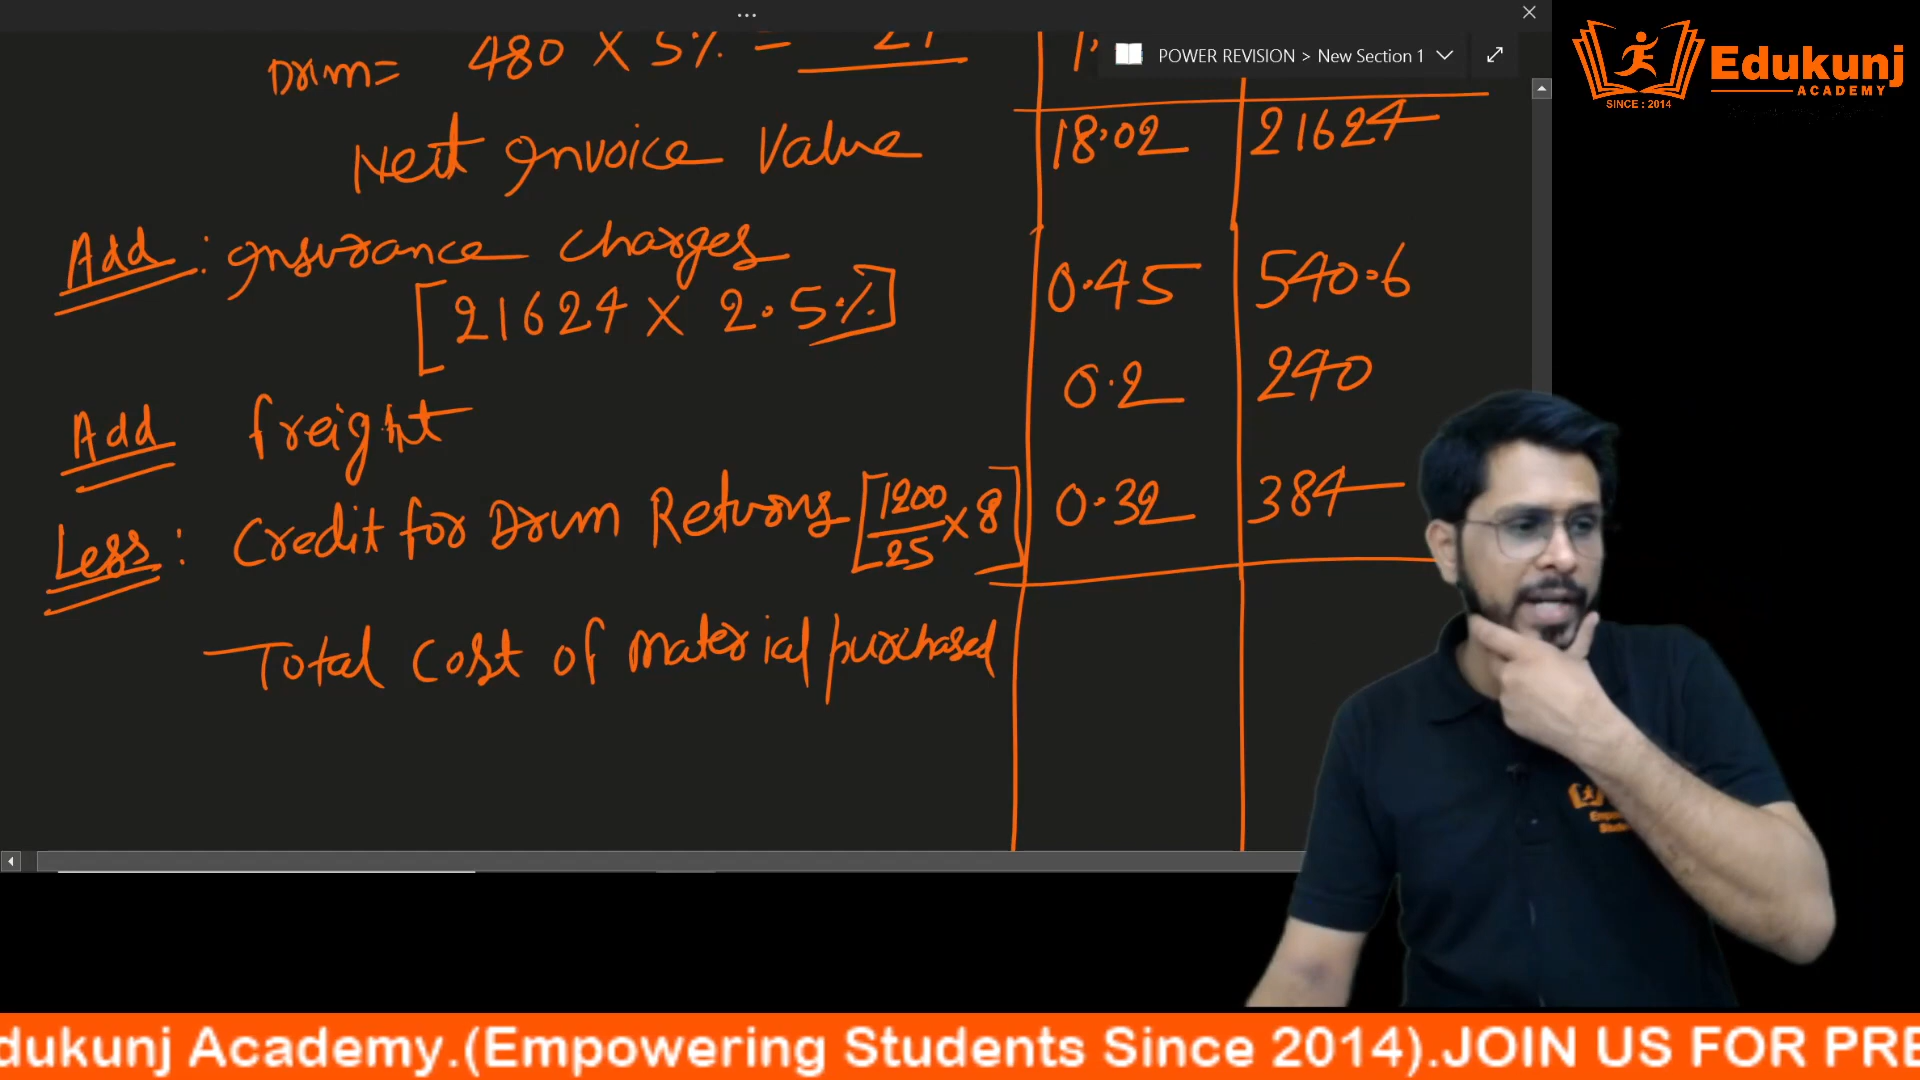 ...
POWER REVISION > New Section 1
Edukunj
ACADEMY
SINCE : 2014
Drum= 480 X 5% =
Nett Invoice Value 18.02 21624
Add : Insurance charges 0.45 540.6
[21624 X 2.5%]
0.2 240
Add freight
Less : Credit for Drum Returns [1200/25 X 8] 0.32 384
Total Cost of material purchased
dukunj Academy.(Empowering Students Since 2014).JOIN US FOR PRE